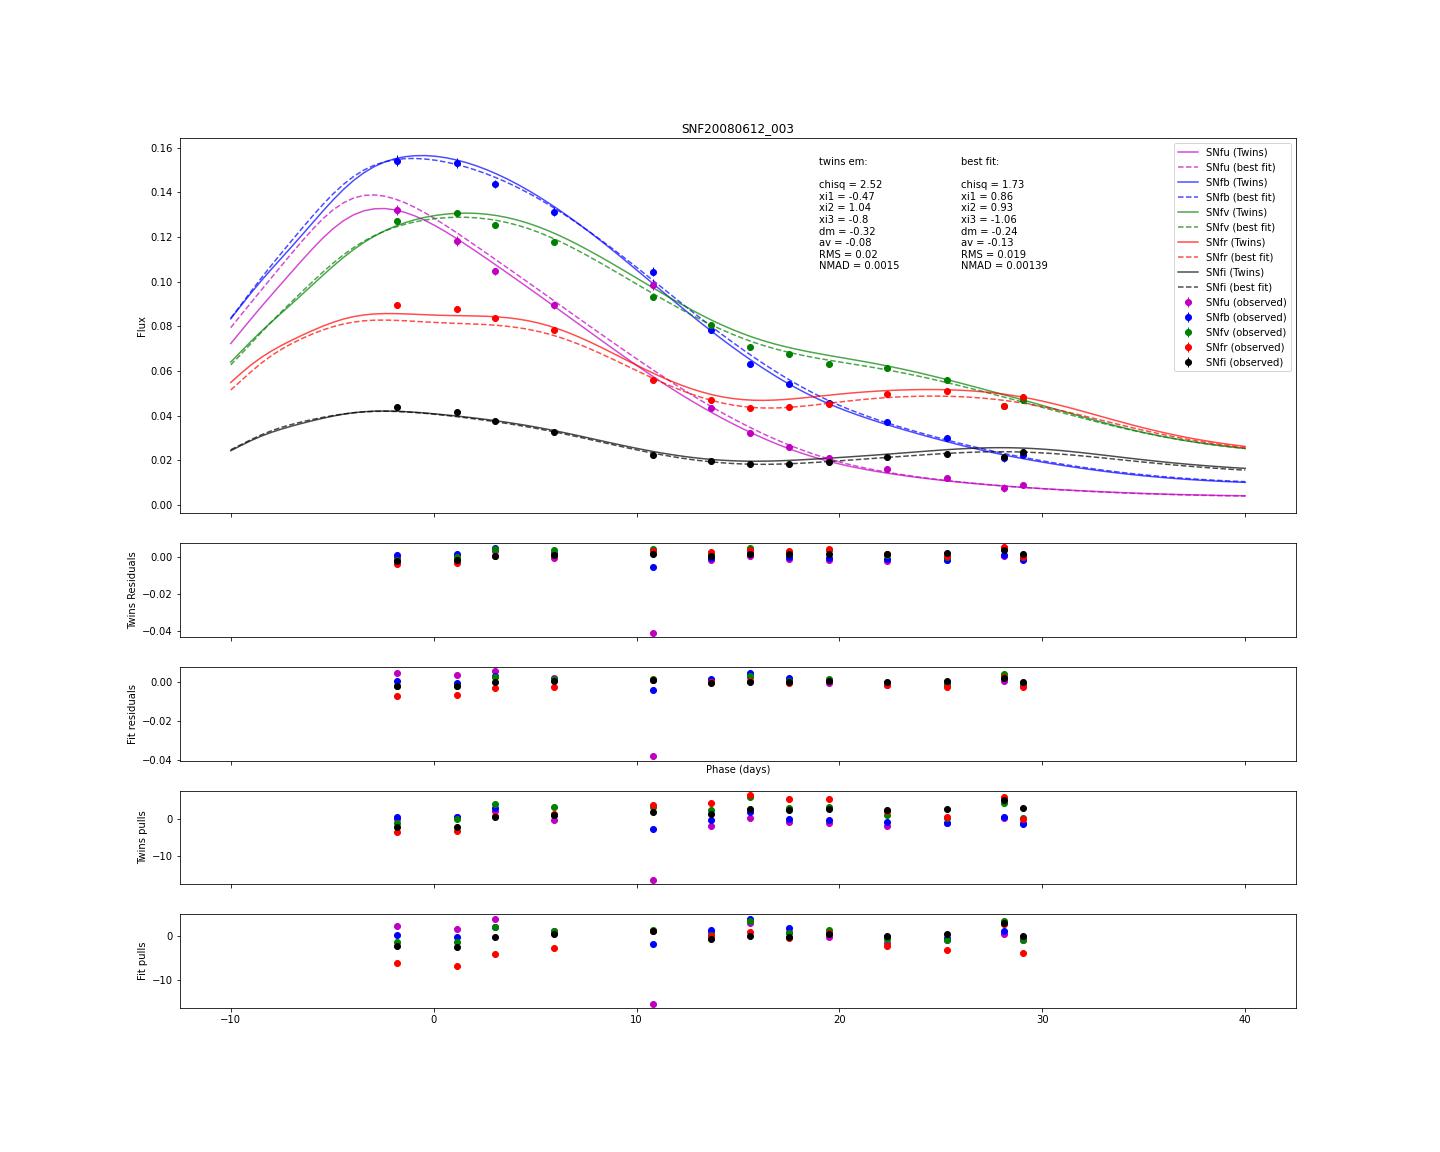 SNF20080612_003
Flux
0.16
0.14
0.12
0.10
0.08
0.06
0.04
0.02
0.00
twins em:
chisq = 2.52
xi1 = -0.47
xi2 = 1.04
xi3 = -0.8
dm = -0.32
av = -0.08
RMS = 0.02
NMAD = 0.0015
best fit:
chisq = 1.73
xi1 = 0.86
xi2 = 0.93
xi3 = -1.06
dm = -0.24
av = -0.13
RMS = 0.019
NMAD = 0.00139
SNfu (Twins)
SNfu (best fit)
SNfb (Twins)
SNfb (best fit)
SNfv (Twins)
SNfv (best fit)
SNfr (Twins)
SNfr (best fit)
SNfi (Twins)
SNfi (best fit)
SNfu (observed)
SNfb (observed)
SNfv (observed)
SNfr (observed)
SNfi (observed)
Twins Residuals
0.00
−0.02
−0.04
Fit residuals
0.00
−0.02
−0.04
Phase (days)
Twins pulls
0
−10
Fit pulls
0
−10
−10 0 10 20 30 40